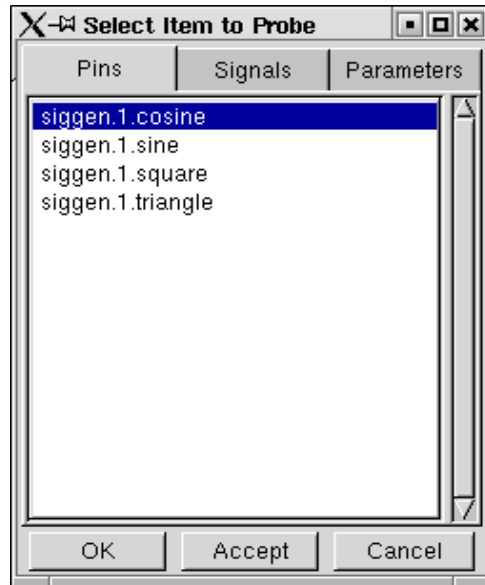 Select Item to Probe
Pins Signals Parameters
siggen.1.cosine
siggen.1.sine
siggen.1.square
siggen.1.triangle
OK Accept Cancel